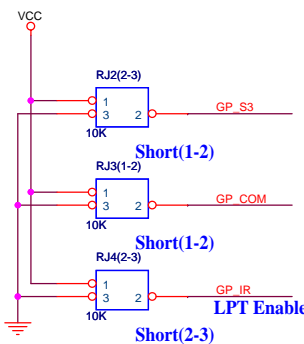 VCC
RJ2(2-3)
1
3
2
GP_S3
10K
Short(1-2)
RJ3(1-2)
1
3
2
GP_COM
10K
Short(1-2)
RJ4(2-3)
1
3
2
GP_IR
LPT Enable
10K
Short(2-3)